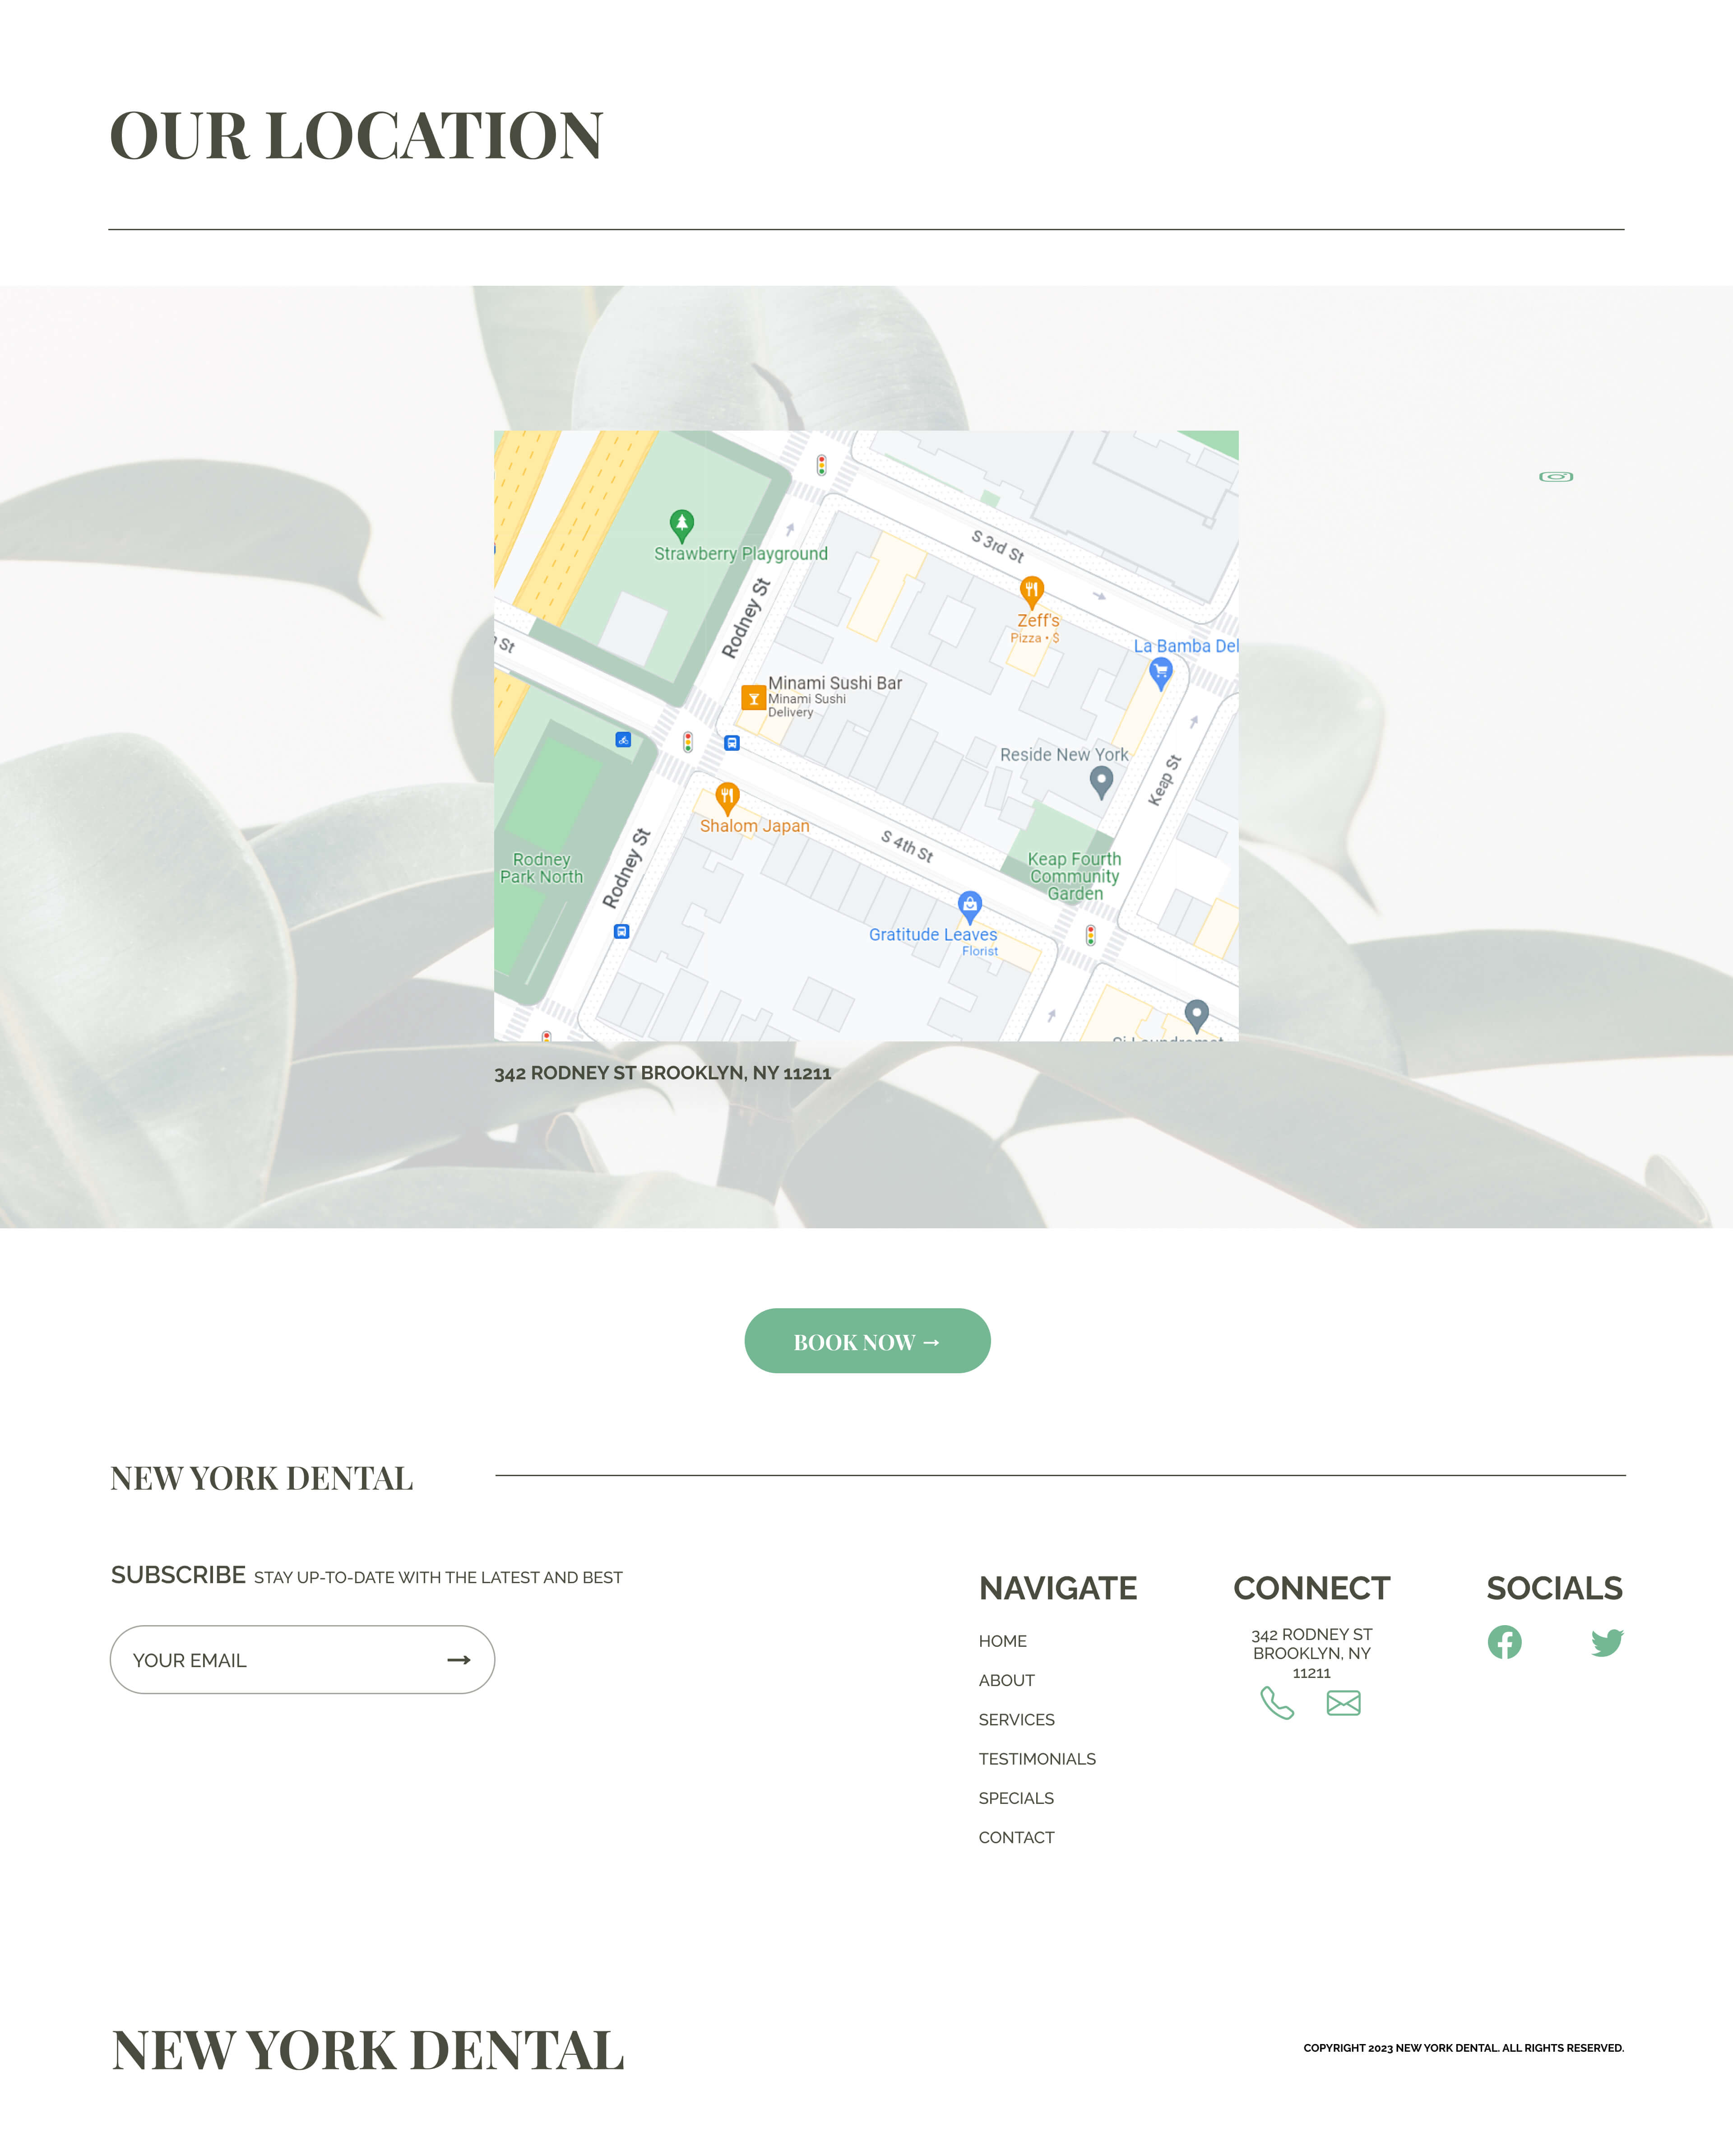 OUR LOCATION
Strawberry Playground
S 3rd St
Rodney St
Zeff's
Pizza • $
La Bamba Del
St
Minami Sushi Bar
Minami Sushi
Delivery
Reside New York
Keap St
Shalom Japan
S 4th St
Rodney
Park North
Rodney St
Keap Fourth
Community
Garden
Gratitude Leaves
Florist
342 RODNEY ST BROOKLYN, NY 11211
BOOK NOW →
NEW YORK DENTAL
SUBSCRIBE STAY UP-TO-DATE WITH THE LATEST AND BEST
YOUR EMAIL →
NAVIGATE
HOME
ABOUT
SERVICES
TESTIMONIALS
SPECIALS
CONTACT
CONNECT
342 RODNEY ST
BROOKLYN, NY
11211
SOCIALS
NEW YORK DENTAL
COPYRIGHT 2023 NEW YORK DENTAL. ALL RIGHTS RESERVED.